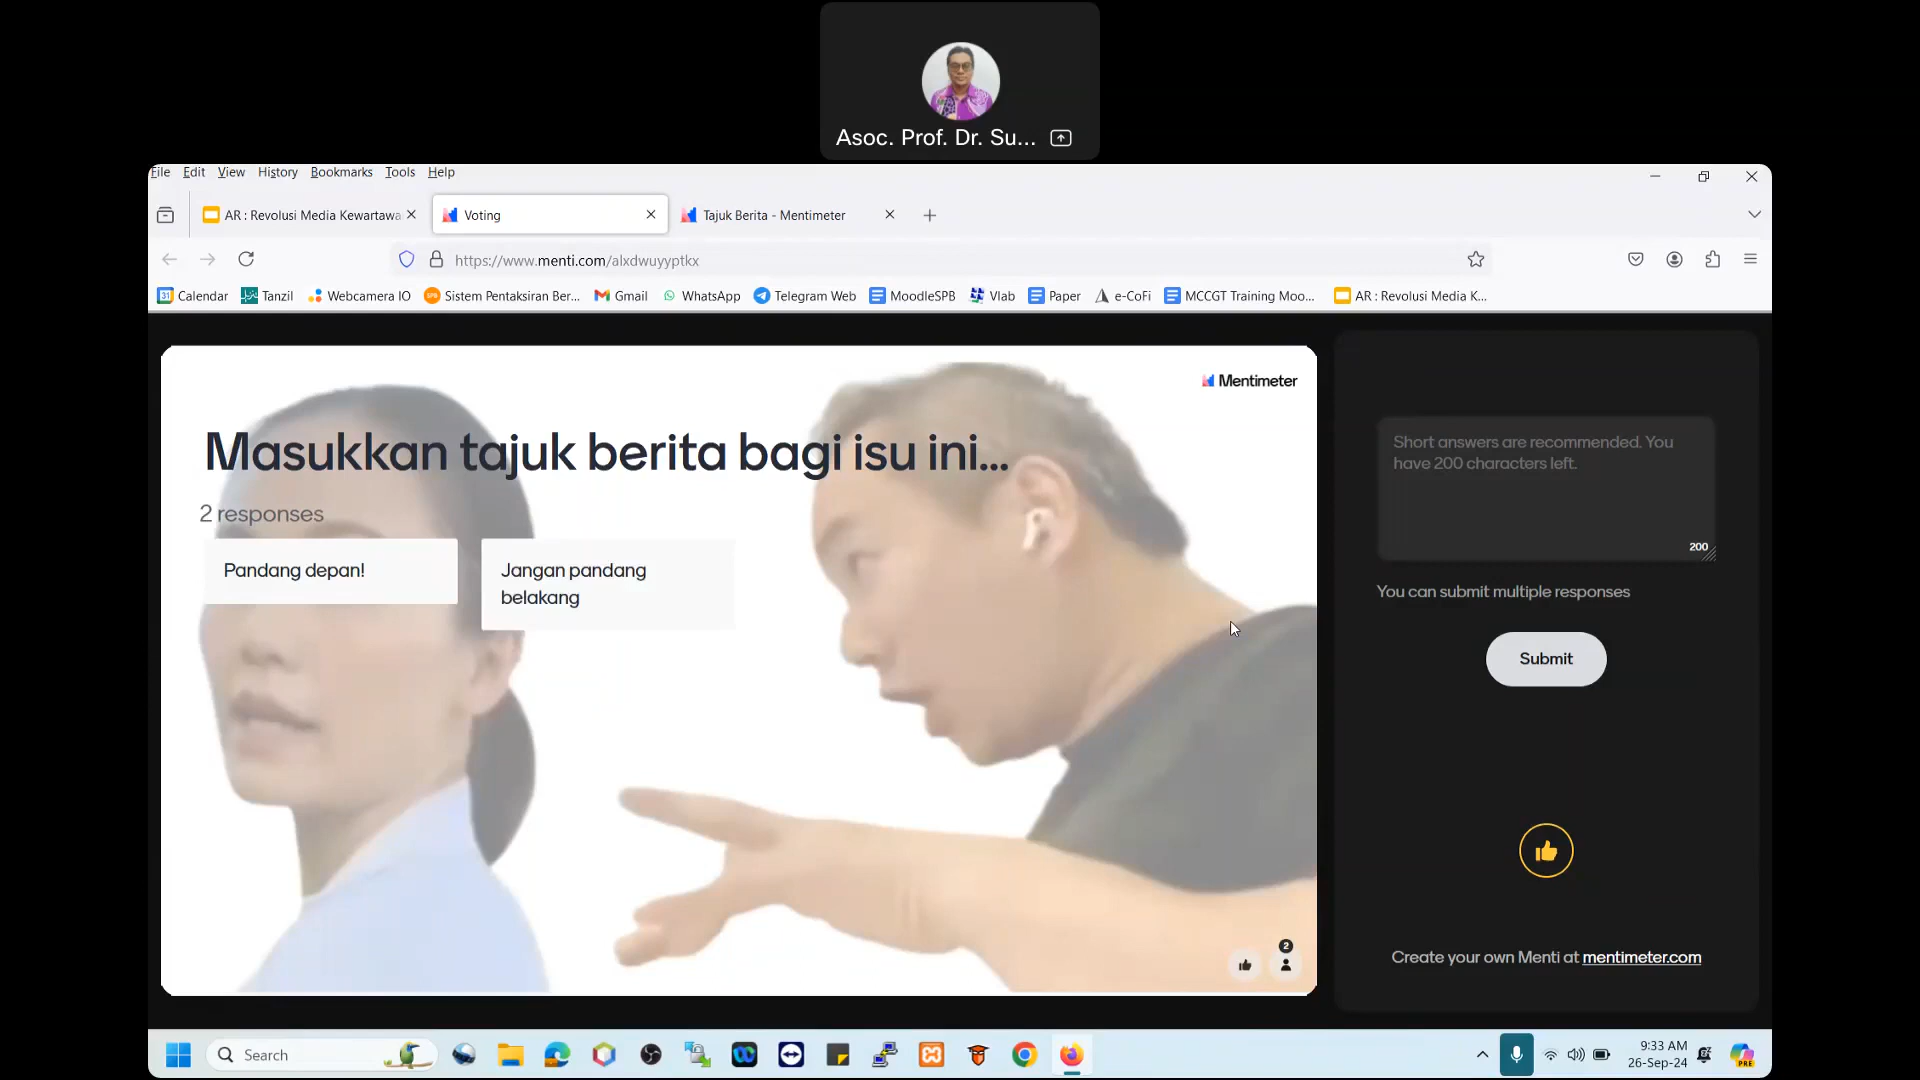 Asoc. Prof. Dr. Su...
File Edit View History Bookmarks Tools Help
AR : Revolusi Media Kewartawa
Voting
Tajuk Berita - Mentimeter
https://www.menti.com/alxdwuyyptkx
31 Calendar Tanzil Webcamera IO Sistem Pentaksiran Ber... Gmail WhatsApp Telegram Web MoodleSPB Vlab Paper e-CoFi MCCGT Training Moo... AR : Revolusi Media K...
Mentimeter
Masukkan tajuk berita bagi isu ini...
2 responses
Pandang depan!
Jangan pandang
belakang
2
Short answers are recommended. You
have 200 characters left.
200
You can submit multiple responses
Submit
Create your own Menti at mentimeter.com
Search
9:33 AM
26-Sep-24
PRE